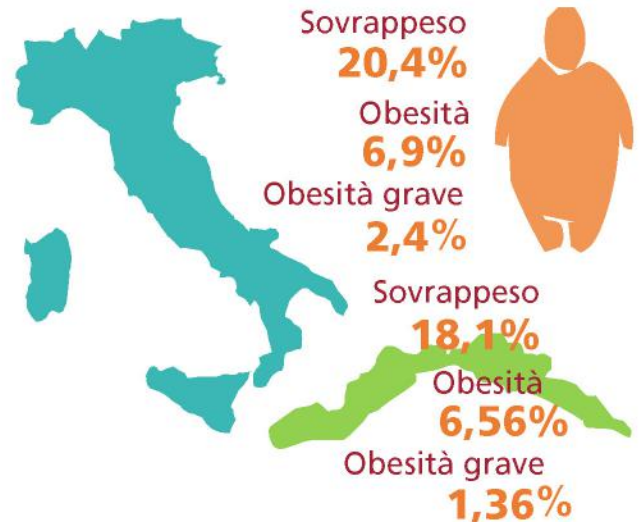 Sovrappeso
20,4%
Obesità
6,9%
Obesità grave
2,4%
Sovrappeso
18,1%
Obesità
6,56%
Obesità grave
1,36%